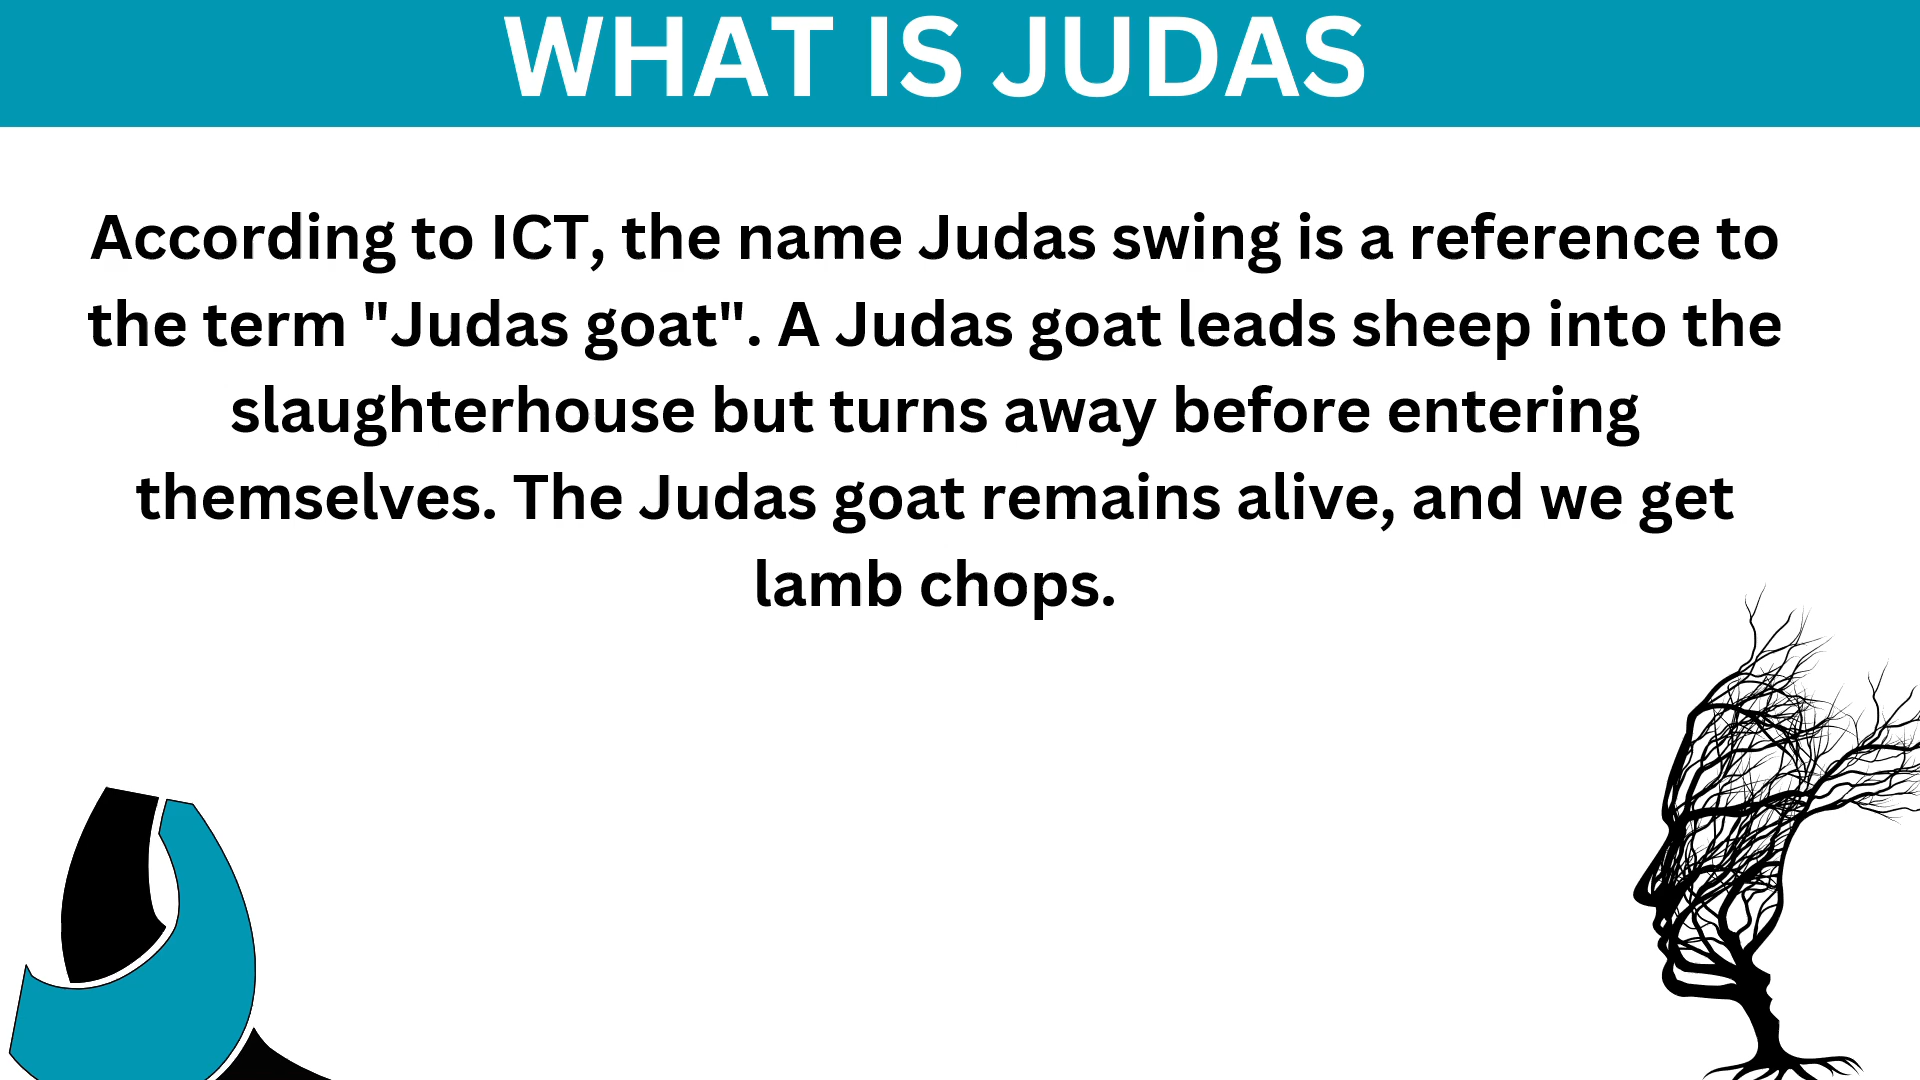 WHAT IS JUDAS
According to ICT, the name Judas swing is a reference to
the term "Judas goat". A Judas goat leads sheep into the
slaughterhouse but turns away before entering
themselves. The Judas goat remains alive, and we get
lamb chops.